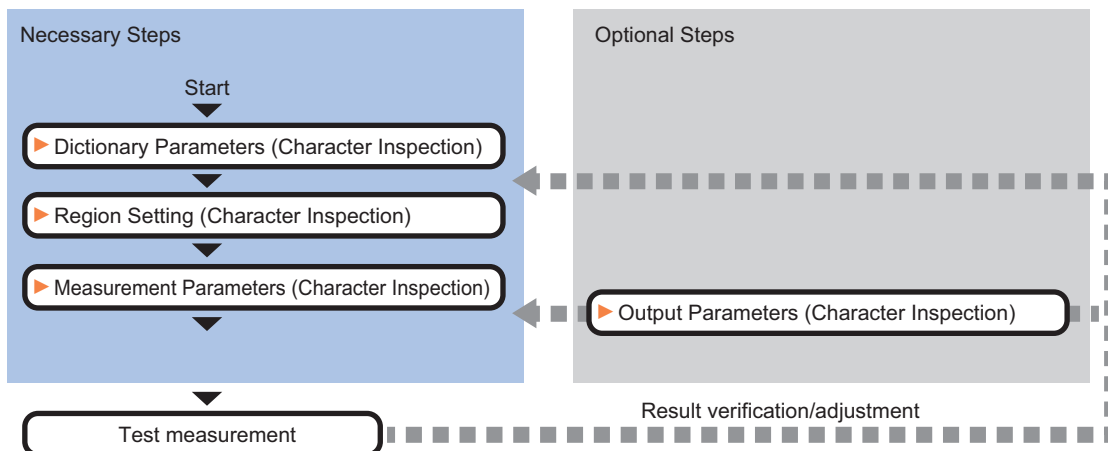 Necessary Steps
Start
Dictionary Parameters (Character Inspection)
Region Setting (Character Inspection)
Measurement Parameters (Character Inspection)
Optional Steps
Output Parameters (Character Inspection)
Result verification/adjustment
Test measurement